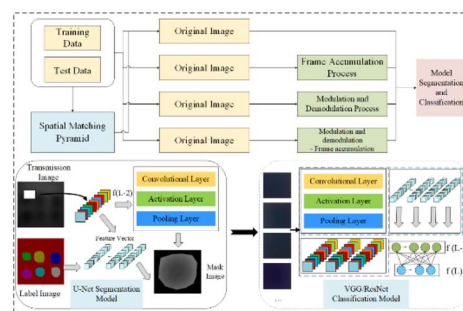 Training
Data
Test Data
Spatial Matching
Pyramid
Original Image
Original Image
Original Image
Original Image
Frame Accumulation
Process
Modulation and
Demodulation Process
Modulation and
demodulation
- Frame accumulation
Model
Segmentation
and
Classification
Transmission
Image
f(L-2)
Convolutional Layer
Activation Layer
Pooling Layer
Feature Vector
Label Image
U-Net Segmentation
Model
Mask
Image
Convolutional Layer
Activation Layer
Pooling Layer
f (L-
f (L)
...
VGG/ResNet
Classification Model